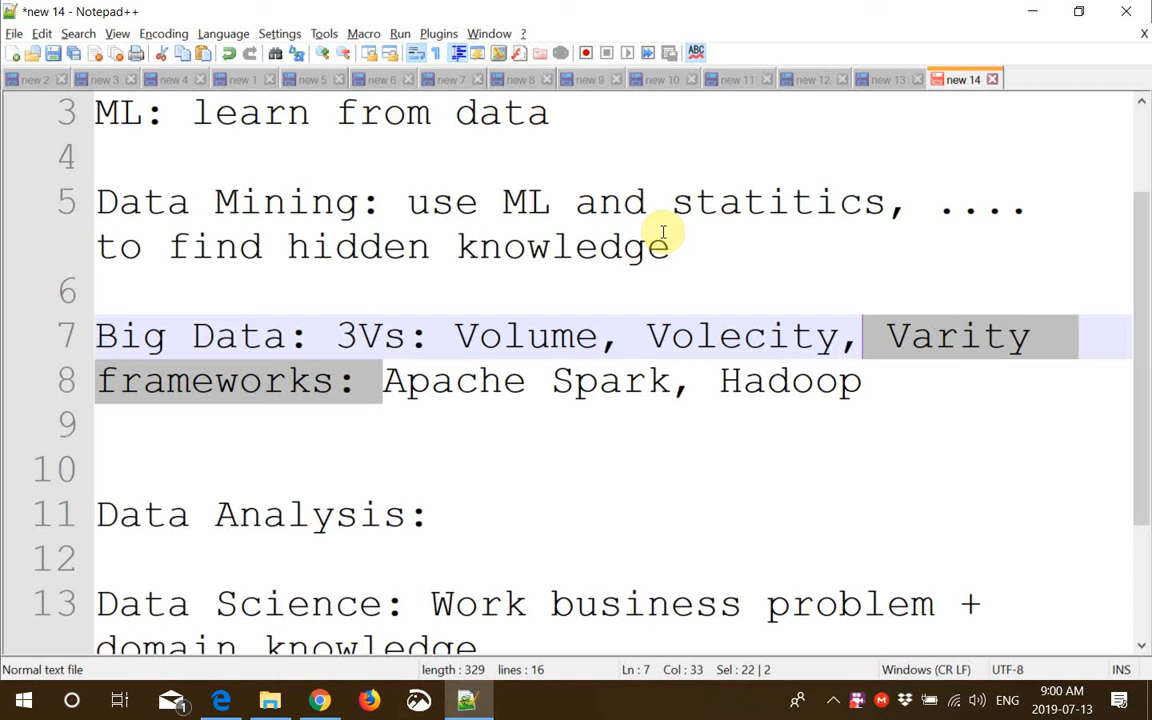 *new 14 - Notepad++
File Edit Search View Encoding Language Settings Tools Macro Run Plugins Window ? X
new 2 new 3 new 4 new 1 new 5 new 6 new 7 new 8 new 9 new 10 new 11 new 12 new 13 new 14
3 ML: learn from data
4
5 Data Mining: use ML and statitics, ....
to find hidden knowledge
6
7 Big Data: 3Vs: Volume, Volecity, Varity
8 frameworks: Apache Spark, Hadoop
9
10
11 Data Analysis:
12
13 Data Science: Work business problem +
domain knowledge
Normal text file length : 329 lines : 16 Ln : 7 Col : 33 Sel : 22 | 2 Windows (CR LF) UTF-8 INS
ENG 9:00 AM
2019-07-13